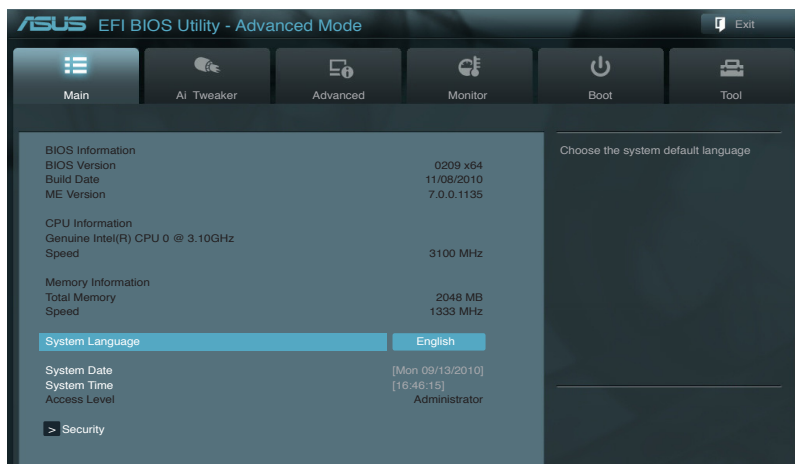 ASUS EFI BIOS Utility - Advanced Mode
Exit
Main Ai Tweaker Advanced Monitor Boot Tool
BIOS Information
BIOS Version 0209 x64
Build Date 11/08/2010
ME Version 7.0.0.1135
CPU Information
Genuine Intel(R) CPU 0 @ 3.10GHz
Speed 3100 MHz
Memory Information
Total Memory 2048 MB
Speed 1333 MHz
System Language English
System Date [Mon 09/13/2010]
System Time [16:46:15]
Access Level Administrator
> Security
Choose the system default language